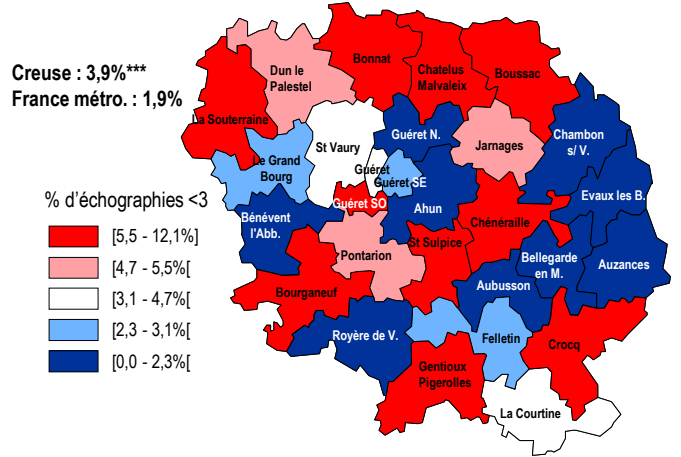 Creuse : 3,9%***
France métro. : 1,9%
Bonnat
Dun le
Palestel
Chatelus
Malvaleix
Boussac
La Souterraine
Guéret N.
Chambon
s/ V.
St Vaury
Jarnages
Le Grand
Bourg
Guéret
Guéret SE
% d’échographies <3
Guéret SO
Ahun
Evaux les B.
Bénévent
l'Abb.
Chénéraille
[5,5 - 12,1%]
St Sulpice
Pontarion
Bellegarde
en M.
Auzances
[4,7 - 5,5%[
Aubusson
Bourganeuf
[3,1 - 4,7%[
Royère de V.
Felletin
Crocq
[2,3 - 3,1%[
Gentioux
Pigerolles
[0,0 - 2,3%[
La Courtine